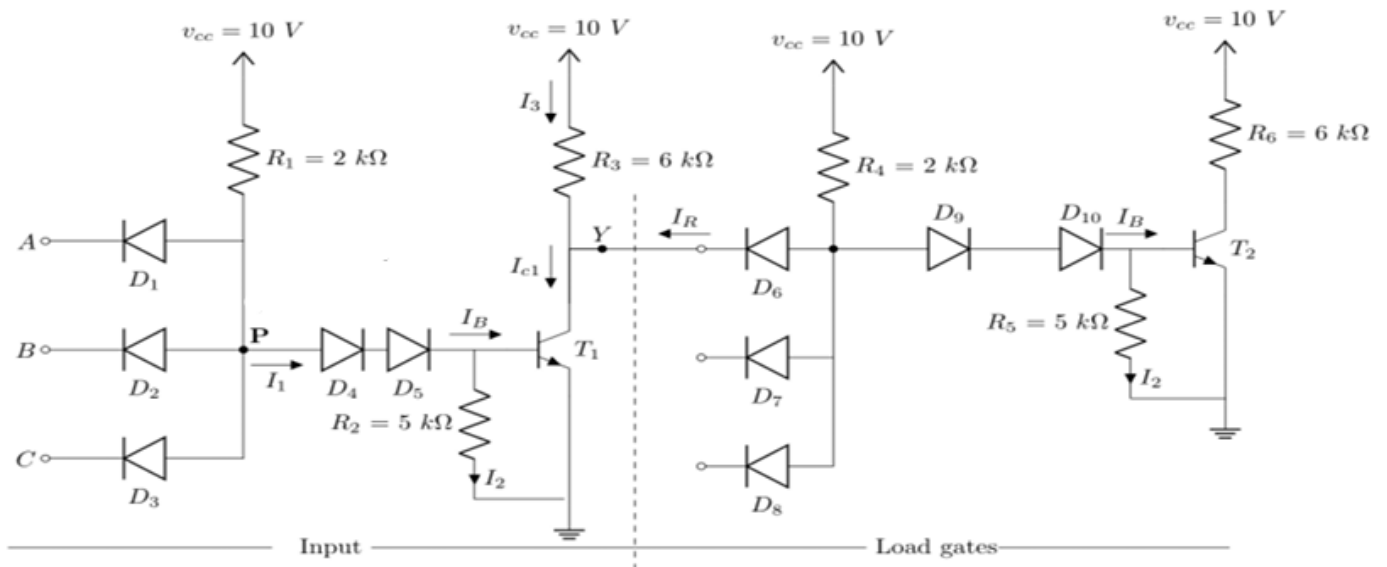 v_cc = 10 V
v_cc = 10 V
v_cc = 10 V
v_cc = 10 V
I_3
R_1 = 2 kΩ
R_3 = 6 kΩ
R_4 = 2 kΩ
R_6 = 6 kΩ
A
D_1
I_c1
Y
I_R
D_6
D_9
D_10
I_B
T_2
B
D_2
P
I_1
D_4
D_5
I_B
T_1
D_7
R_5 = 5 kΩ
I_2
C
D_3
R_2 = 5 kΩ
I_2
D_8
Input
Load gates